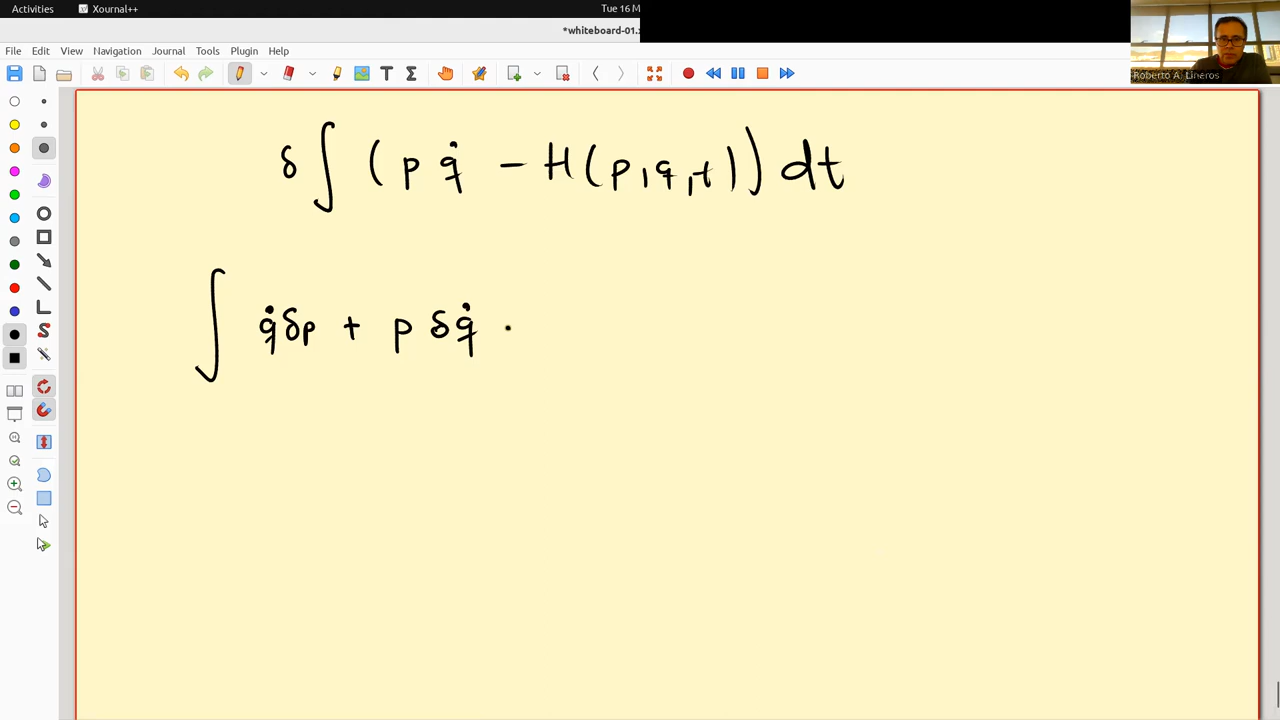 Activities Xournal++ Tue 16 M
*whiteboard-01.
File Edit View Navigation Journal Tools Plugin Help
Roberto A. Lineros
δ∫(p q̇ - H(p,q,t)) dt
∫ q̇δp + p δq̇ ·